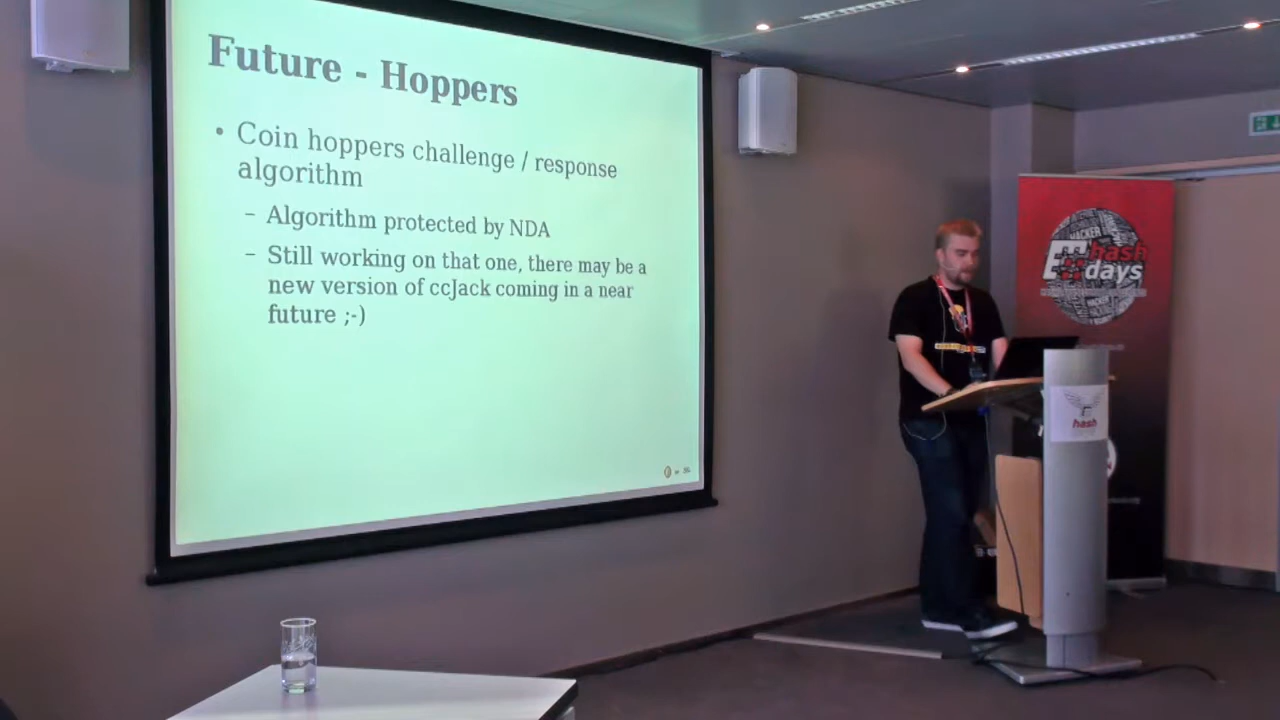 Future - Hoppers
• Coin hoppers challenge / response
algorithm
– Algorithm protected by NDA
– Still working on that one, there may be a
new version of ccJack coming in a near
future ;-)
HACKER
hash
days
hash